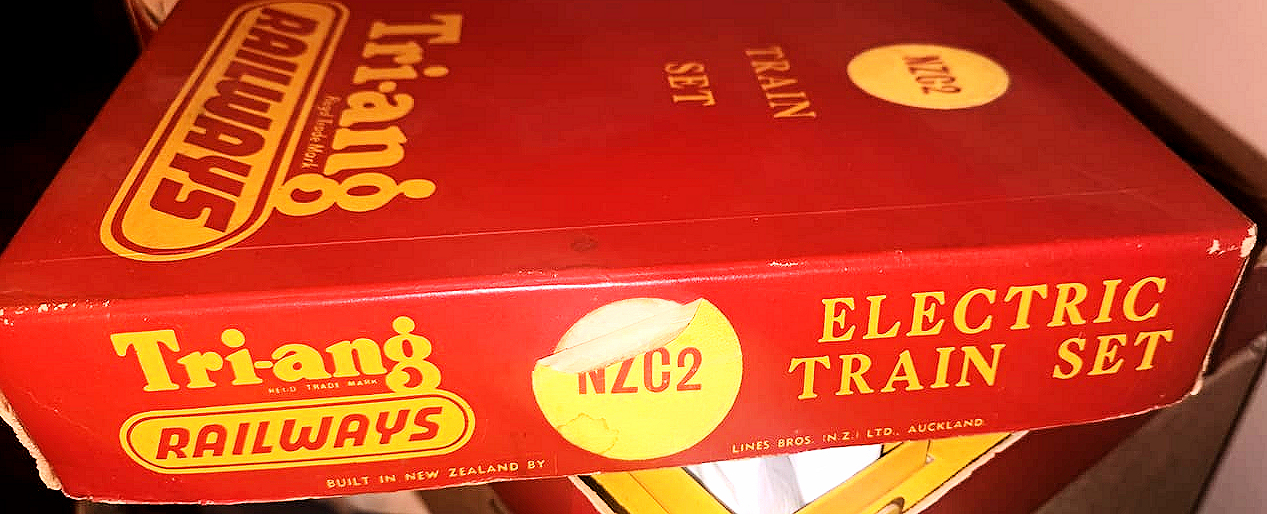 Tri-ang
Regd Trade Mark
RAILWAYS
TRAIN
SET
NZC2
Tri-ang
REGD TRADE MARK
RAILWAYS
BUILT IN NEW ZEALAND BY
NZC2
ELECTRIC
TRAIN SET
LINES BROS. (N.Z.) LTD., AUCKLAND.